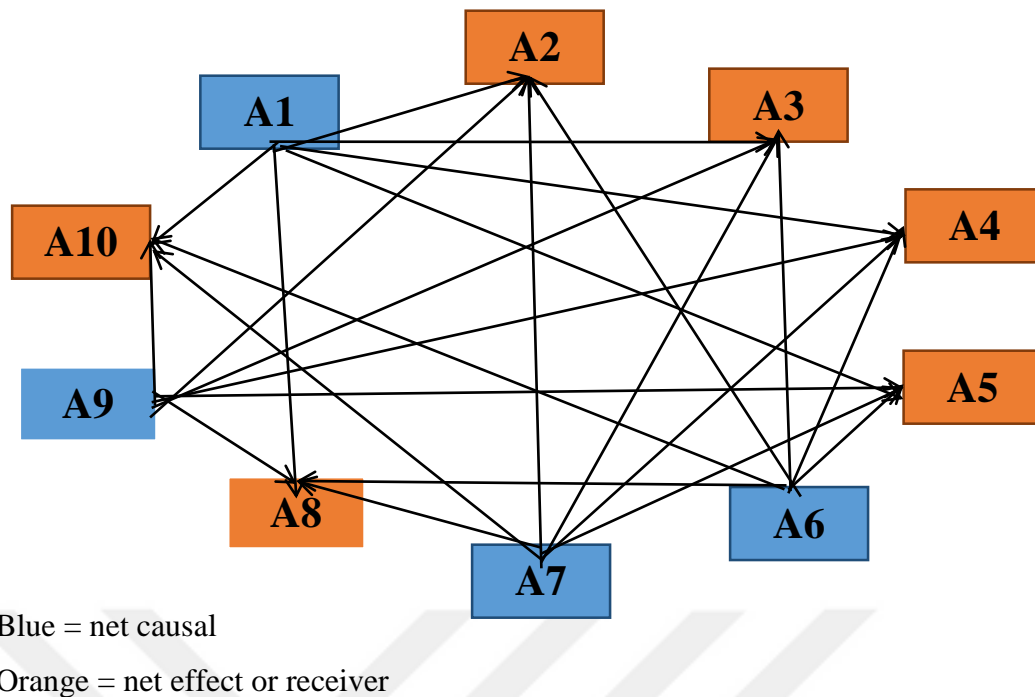 A2
A1
A3
A10
A4
A9
A5
A8
A6
A7
Blue = net causal
Orange = net effect or receiver